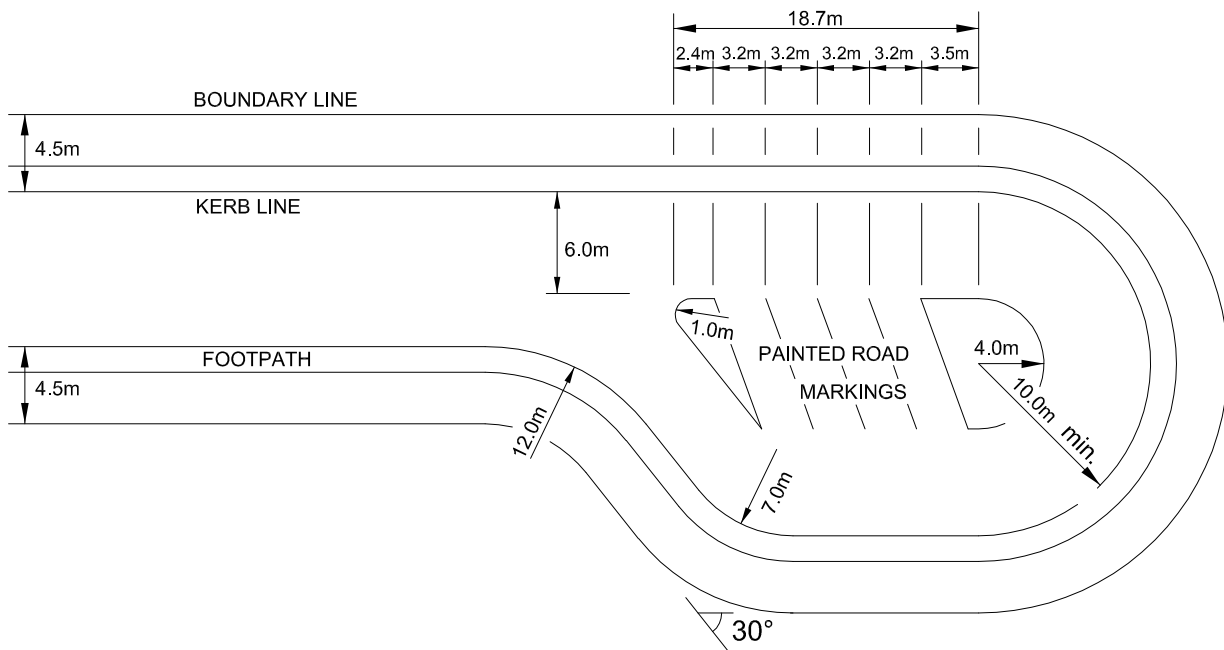 18.7m
2.4m 3.2m 3.2m 3.2m 3.2m 3.5m
BOUNDARY LINE
4.5m
KERB LINE
6.0m
1.0m
FOOTPATH
PAINTED ROAD
MARKINGS
4.0m
10.0m min.
4.5m
12.0m
7.0m
30°